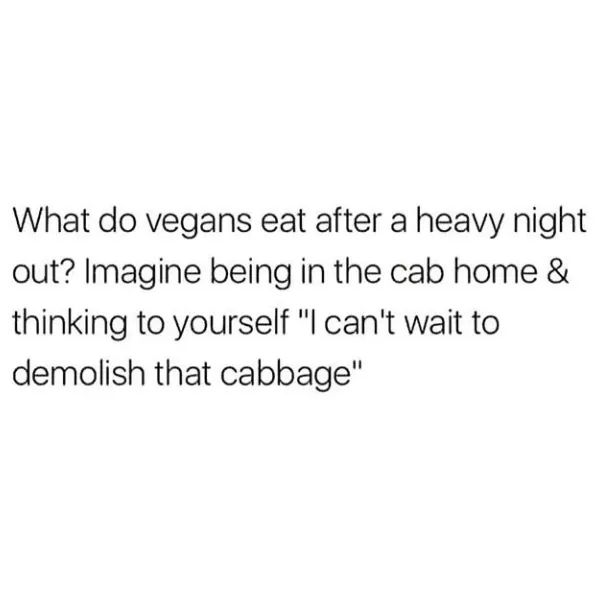 What do vegans eat after a heavy night
out? Imagine being in the cab home &
thinking to yourself "I can't wait to
demolish that cabbage"